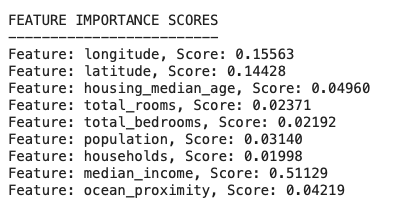 FEATURE IMPORTANCE SCORES
--------------------------
Feature: longitude, Score: 0.15563
Feature: latitude, Score: 0.14428
Feature: housing_median_age, Score: 0.04960
Feature: total_rooms, Score: 0.02371
Feature: total_bedrooms, Score: 0.02192
Feature: population, Score: 0.03140
Feature: households, Score: 0.01998
Feature: median_income, Score: 0.51129
Feature: ocean_proximity, Score: 0.04219